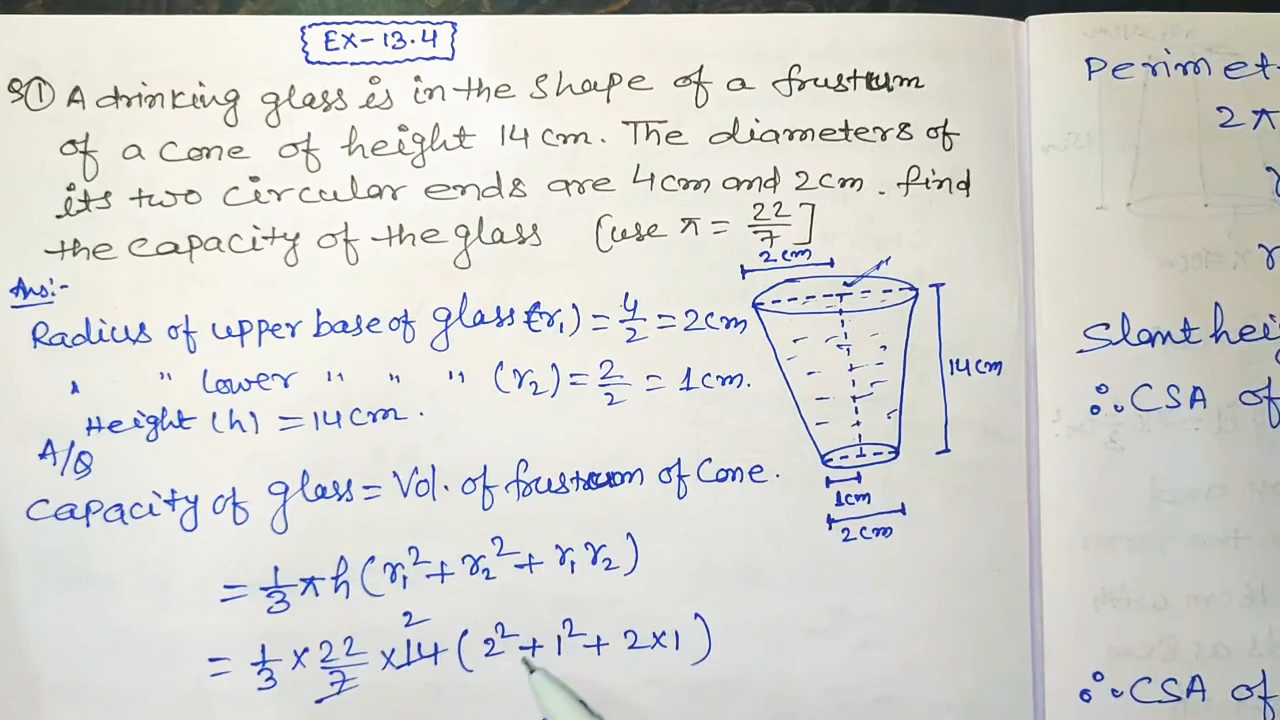 EX-13.4
Q① A drinking glass is in the shape of a frustum
of a cone of height 14cm. The diameters of
its two circular ends are 4cm and 2cm. find
the capacity of the glass [use π = 22/7]
Ans:-
Radius of upper base of glass (r₁) = 4/2 = 2cm
" " lower " " " (r₂) = 2/2 = 1cm.
Height (h) = 14cm.
A/Q
Capacity of glass = Vol. of frustum of Cone.
= 1/3 π h (r₁² + r₂² + r₁ r₂)
= 1/3 × 22/7 × 14 2 (2² + 1² + 2×1)
2cm
14cm
1cm
2cm
Perimet
2π
r
Slant hei
∴ CSA of
∴ CSA of